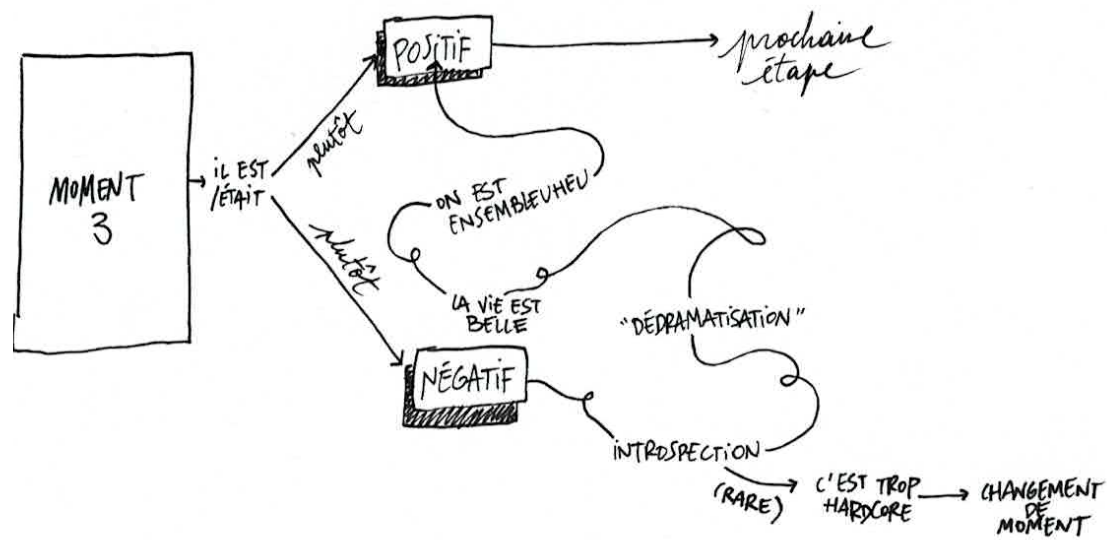 MOMENT
3
iL EST
/ÉTAIT
plutôt
POSITIF
prochaine
étape
ON EST
ENSEMBLEUHEU
LA ViE EST
BELLE
"DÉDRAMATISATION"
plutôt
NÉGATIF
INTROSPECTION
(RARE)
C'EST TROP
HARDCORE
CHANGEMENT
DE
MOMENT